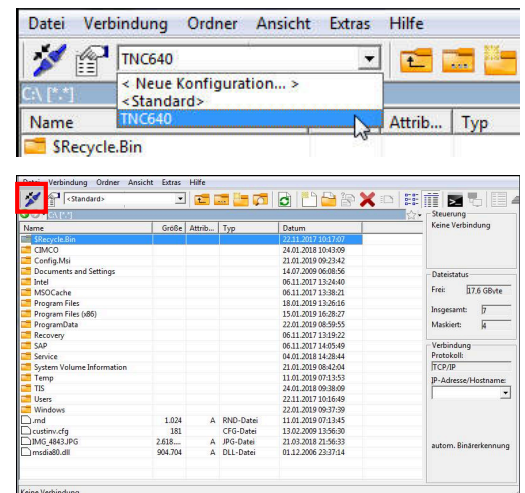 Datei Verbindung Ordner Ansicht Extras Hilfe
TNC640
< Neue Konfiguration... >
<Standard>
TNC640
C:\ [*.*]
Name Attrib... Typ
$Recycle.Bin
Datei Verbindung Ordner Ansicht Extras Hilfe
<Standard>
C:\ [*.*]
Name Größe Attrib... Typ Datum
$Recycle.Bin 22.11.2017 10:17:07
CIMCO 24.01.2018 10:43:09
Config.Msi 21.01.2019 09:23:42
Documents and Settings 14.07.2009 06:08:56
Intel 06.11.2017 13:24:40
MSOCache 06.11.2017 13:38:21
Program Files 18.01.2019 13:26:16
Program Files (x86) 15.01.2019 16:28:27
ProgramData 22.01.2019 08:59:55
Recovery 06.11.2017 13:19:22
SAP 06.11.2017 14:05:49
Service 04.01.2018 14:28:44
System Volume Information 21.01.2019 08:42:04
Temp 11.01.2019 07:13:53
TIS 24.01.2018 09:38:09
Users 22.11.2017 10:16:49
Windows 22.01.2019 09:37:39
.rnd 1.024 A RND-Datei 11.01.2019 07:13:45
custinv.cfg 181 CFG-Datei 13.02.2009 13:56:30
IMG_4843.JPG 2.618.... A JPG-Datei 21.03.2018 21:56:33
msdia80.dll 904.704 A DLL-Datei 01.12.2006 23:37:14
Steuerung
Keine Verbindung
Dateistatus
Frei: 17.6 GByte
Insgesamt: 7
Maskiert: 4
Verbindung
Protokoll:
TCP/IP
IP-Adresse/Hostname:
autom. Binärerkennung
Keine Verbindung